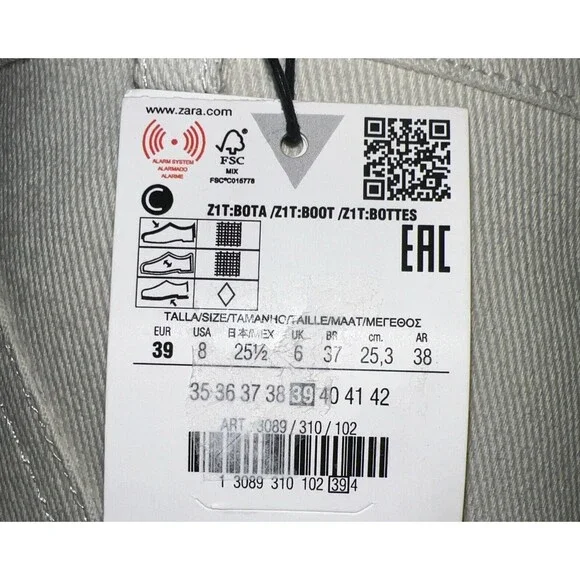 www.zara.com
ALARM SYSTEM
ALARMADO
ALARME
FSC
MIX
FSC®C015778
C
Z1T:BOTA /Z1T:BOOT /Z1T:BOTTES
EAC
TALLA/SIZE/TAMANHO/TAILLE/MAAT/ΜΕΓΕΘΟΣ
EUR USA 日本/MEX UK BR cm. AR
39 8 25½ 6 37 25,3 38
35 36 37 38 39 40 41 42
ART. 3089/310/102
1 3089 310 102 39 4